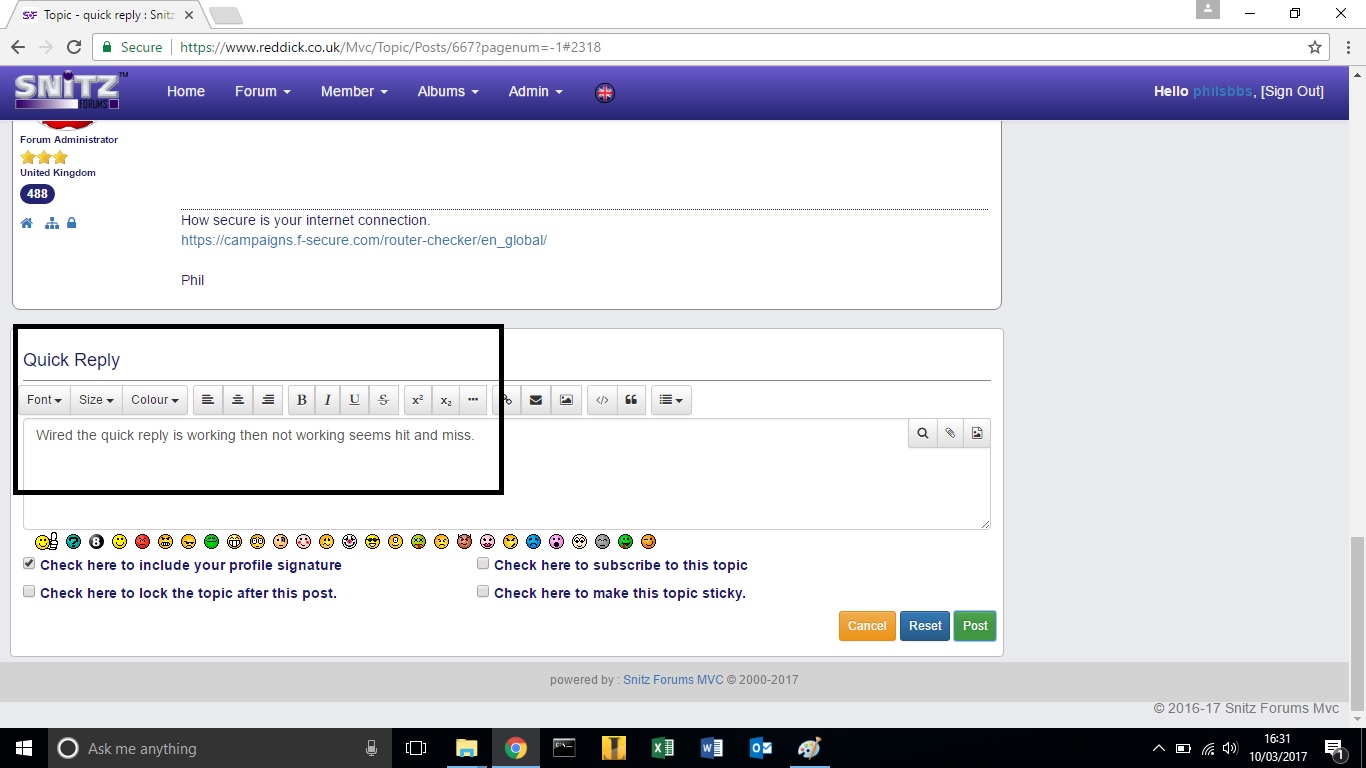 Topic - quick reply : Snitz
Secure | https://www.reddick.co.uk/Mvc/Topic/Posts/667?pagenum=-1#2318
SNiTZ™ FORUMS Home Forum Member Albums Admin Hello philsbbs, [Sign Out]
Forum Administrator
United Kingdom
488
How secure is your internet connection.
https://campaigns.f-secure.com/router-checker/en_global/
Phil
Quick Reply
Font Size Colour B I U S x² x₂ ··· </>
Wired the quick reply is working then not working seems hit and miss.
Check here to include your profile signature Check here to subscribe to this topic
Check here to lock the topic after this post. Check here to make this topic sticky.
Cancel Reset Post
powered by : Snitz Forums MVC © 2000-2017
© 2016-17 Snitz Forums Mvc
Ask me anything
16:31
10/03/2017
1